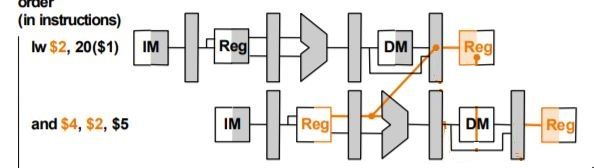 order
(in instructions)
lw $2, 20($1) IM Reg DM Reg
and $4, $2, $5 IM Reg DM Reg